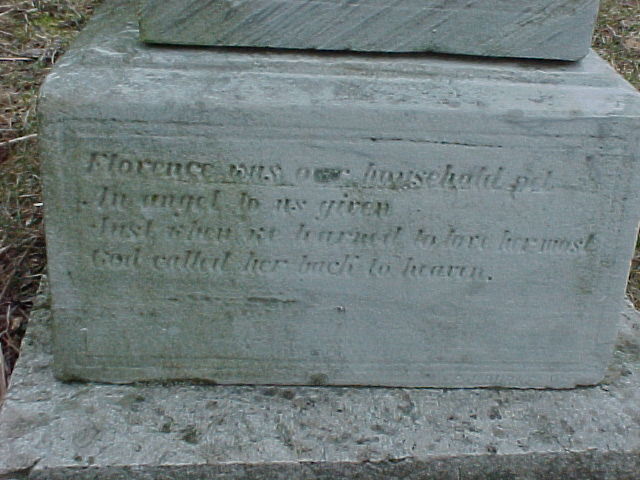 Florence was our household pet
An angel to us given
Just when we learned to love her most
God called her back to heaven.